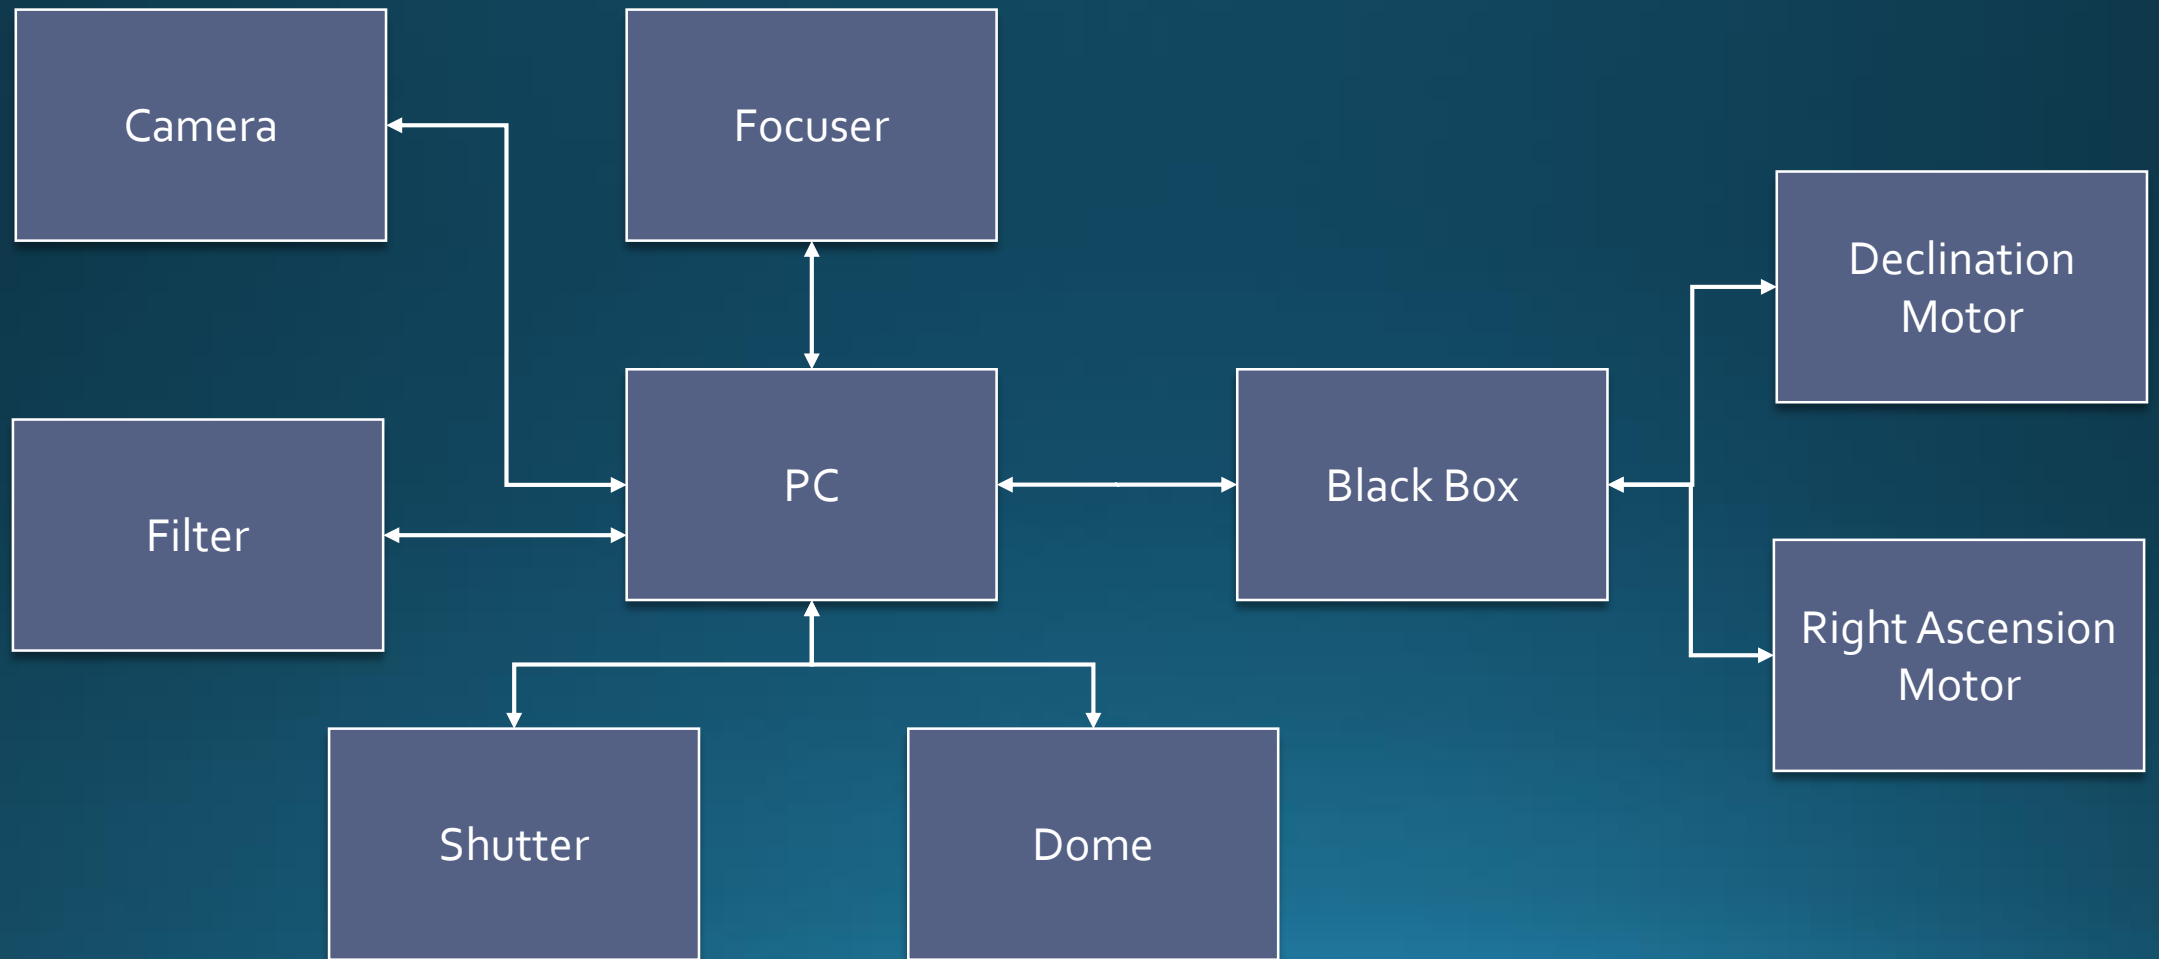 Camera
Focuser
Declination
Motor
Filter
PC
Black Box
Right Ascension
Motor
Shutter
Dome